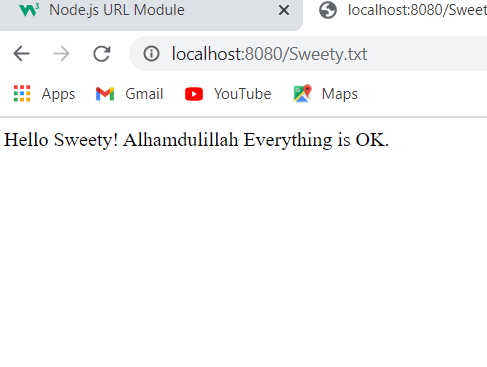 Node.js URL Module
localhost:8080/Sweet
localhost:8080/Sweety.txt
Apps Gmail YouTube Maps
Hello Sweety! Alhamdulillah Everything is OK.